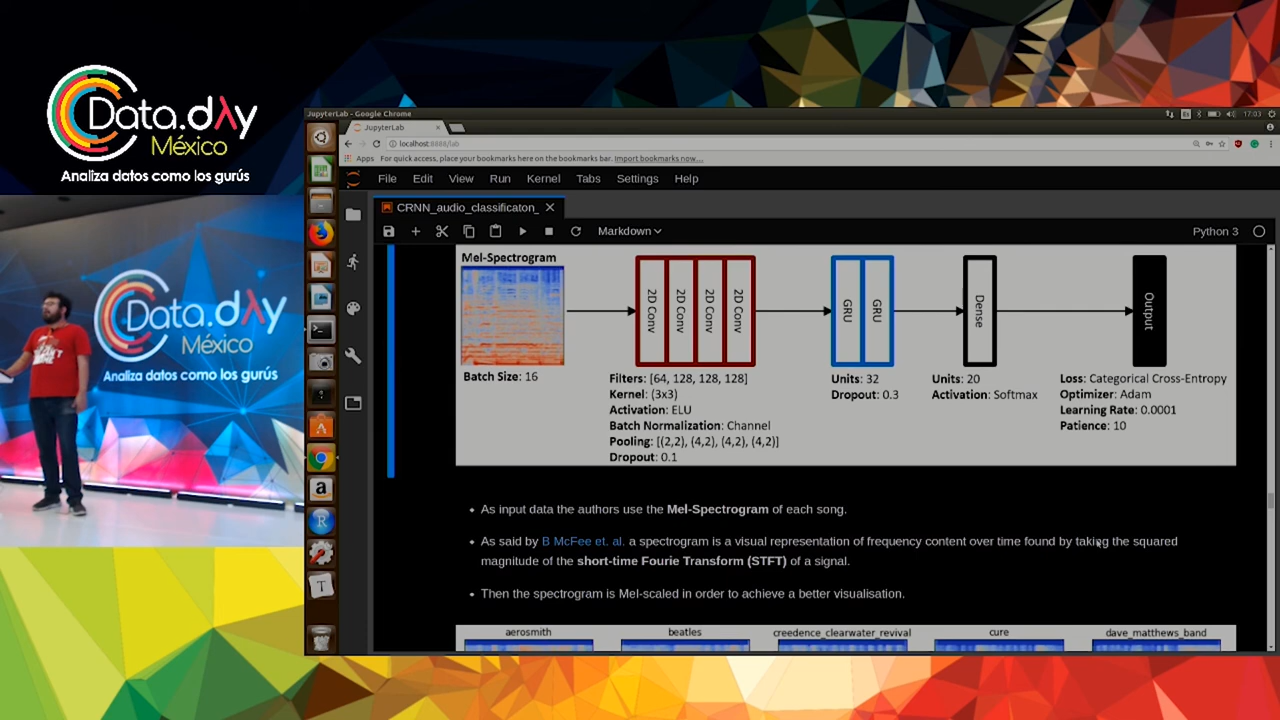 Data.dAy
México
Analiza datos como los gurús
Data.dAy
México
Analiza datos como los gurús
JupyterLab - Google Chrome
17:03
JupyterLab
localhost:8888/lab
Apps For quick access, place your bookmarks here on the bookmarks bar. Import bookmarks now...
File Edit View Run Kernel Tabs Settings Help
CRNN_audio_classificaton_
Markdown
Python 3
Mel-Spectrogram
2D Conv
2D Conv
2D Conv
2D Conv
GRU
GRU
Dense
Output
Batch Size: 16
Filters: [64, 128, 128, 128]
Kernel: (3x3)
Activation: ELU
Batch Normalization: Channel
Pooling: [(2,2), (4,2), (4,2), (4,2)]
Dropout: 0.1
Units: 32
Dropout: 0.3
Units: 20
Activation: Softmax
Loss: Categorical Cross-Entropy
Optimizer: Adam
Learning Rate: 0.0001
Patience: 10
• As input data the authors use the Mel-Spectrogram of each song.
• As said by B McFee et. al. a spectrogram is a visual representation of frequency content over time found by taking the squared
magnitude of the short-time Fourie Transform (STFT) of a signal.
• Then the spectrogram is Mel-scaled in order to achieve a better visualisation.
aerosmith beatles creedence_clearwater_revival cure dave_matthews_band